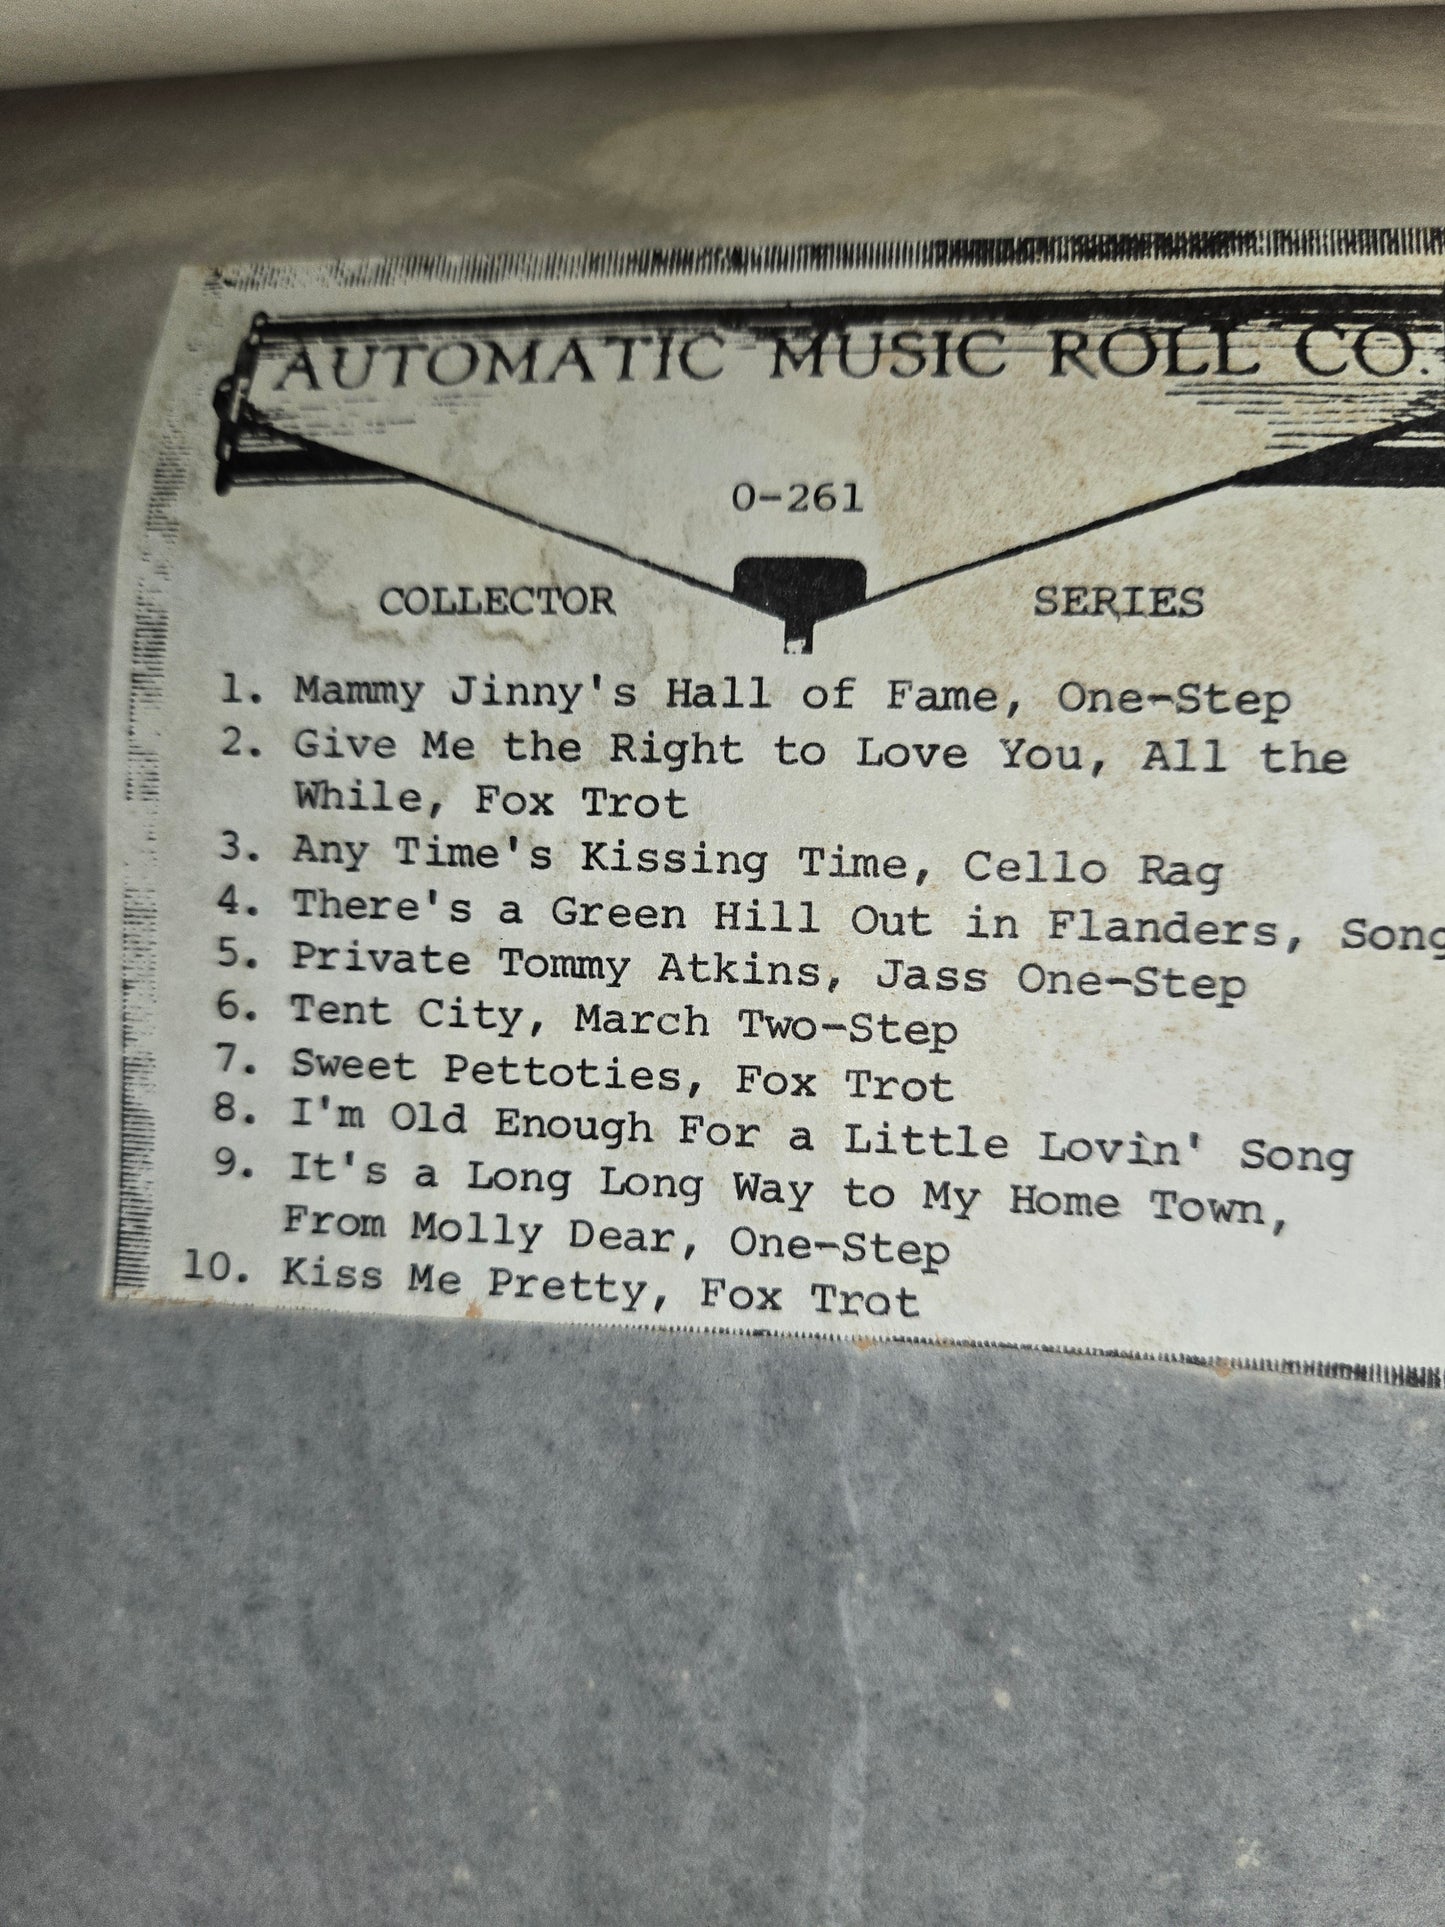 AUTOMATIC MUSIC ROLL CO.
O-261
COLLECTOR SERIES
1. Mammy Jinny's Hall of Fame, One-Step
2. Give Me the Right to Love You, All the
While, Fox Trot
3. Any Time's Kissing Time, Cello Rag
4. There's a Green Hill Out in Flanders, Song
5. Private Tommy Atkins, Jass One-Step
6. Tent City, March Two-Step
7. Sweet Pettoties, Fox Trot
8. I'm Old Enough For a Little Lovin' Song
9. It's a Long Long Way to My Home Town,
From Molly Dear, One-Step
10. Kiss Me Pretty, Fox Trot